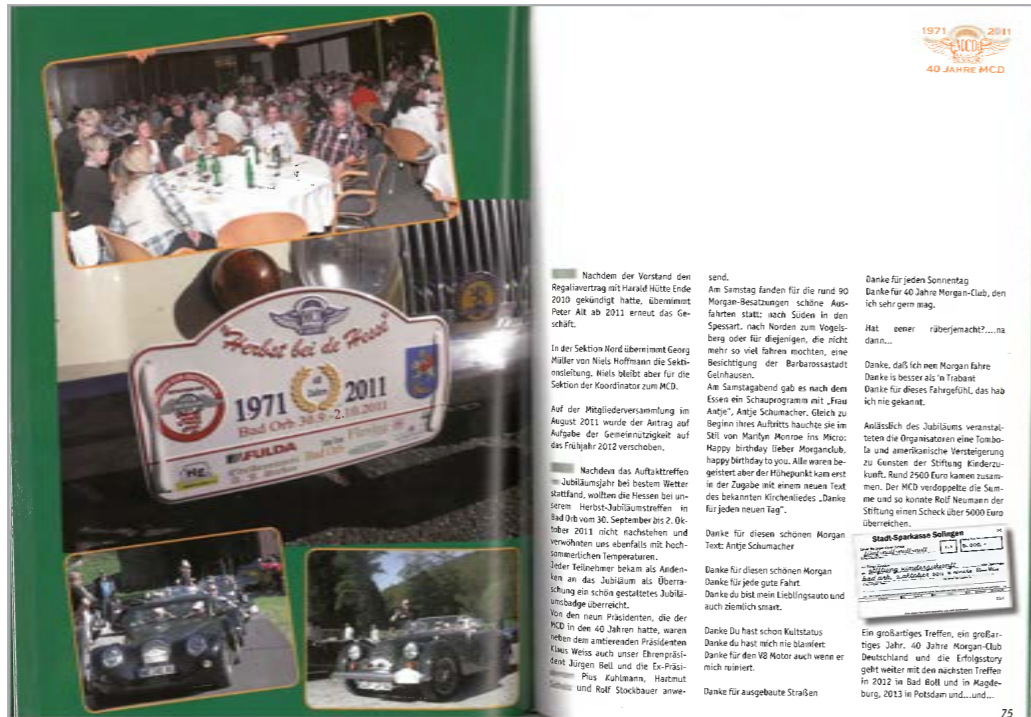 "Herbst bei de Hesse"
40
Jahre
1971
2011
Bad Orb 30.9.-2.10.2011
FULDA
1971 2011
MCD
40 JAHRE MCD
Nachdem der Vorstand den
Regaliavertrag mit Harald Hütte Ende
2010 gekündigt hatte, übernimmt
Peter Alt ab 2011 erneut das Ge-
schäft.
In der Sektion Nord übernimmt Georg
Müller von Niels Hoffmann die Sekti-
onsleitung. Niels bleibt aber für die
Sektion der Koordinator zum MCD.
Auf der Mitgliederversammlung im
August 2011 wurde der Antrag auf
Aufgabe der Gemeinnützigkeit auf
das Frühjahr 2012 verschoben.
Nachdem das Auftakttreffen
Jubiläumsjahr bei bestem Wetter
stattfand, wollten die Hessen bei un-
serem Herbst-Jubiläumstreffen in
Bad Orb vom 30. September bis 2. Ok-
tober 2011 nicht nachstehen und
verwöhnten uns ebenfalls mit hoch-
sommerlichen Temperaturen.
Jeder Teilnehmer bekam als Anden-
ken an das Jubiläum als Überra-
schung ein schön gestaltetes Jubilä-
umsbadge überreicht.
Von den neun Präsidenten, die der
MCD in den 40 Jahren hatte, waren
neben dem amtierenden Präsidenten
Klaus Weiss auch unser Ehrenpräsi-
dent Jürgen Bell und die Ex-Präsi-
Pius Kuhlmann, Hartmut
und Rolf Stockbauer anwe-
send.
Am Samstag fanden für die rund 90
Morgan-Besatzungen schöne Aus-
fahrten statt: nach Süden in den
Spessart, nach Norden zum Vogels-
berg oder für diejenigen, die nicht
mehr so viel fahren mochten, eine
Besichtigung der Barbarossastadt
Gelnhausen.
Am Samstagabend gab es nach dem
Essen ein Schauprogramm mit „Frau
Antje", Antje Schumacher. Gleich zu
Beginn ihres Auftritts hauchte sie im
Stil von Marilyn Monroe ins Micro:
Happy birthday lieber Morganclub,
happy birthday to you. Alle waren be-
geistert aber der Höhepunkt kam erst
in der Zugabe mit einem neuen Text
des bekannten Kirchenliedes „Danke
für jeden neuen Tag".
Danke für diesen schönen Morgan
Text: Antje Schumacher
Danke für diesen schönen Morgan
Danke für jede gute Fahrt
Danke du bist mein Lieblingsauto und
auch ziemlich smart.
Danke Du hast schon Kultstatus
Danke du hast mich nie blamiert
Danke für den V8 Motor auch wenn er
mich ruiniert.
Danke für ausgebaute Straßen
Danke für jeden Sonnentag
Danke für 40 Jahre Morgan-Club, den
ich sehr gern mag.
Hat eener rüberjemacht?....na
dann...
Danke, daß ich nen Morgan fahre
Danke is besser als 'n Trabant
Danke für dieses Fahrgefühl, das hab
ich nie gekannt.
Anlässlich des Jubiläums veranstal-
teten die Organisatoren eine Tombo-
la und amerikanische Versteigerung
zu Gunsten der Stiftung Kinderzu-
kunft. Rund 2500 Euro kamen zusam-
men. Der MCD verdoppelte die Sum-
me und so konnte Rolf Neumann der
Stiftung einen Scheck über 5000 Euro
überreichen.
Stadt-Sparkasse Solingen
fünf-null-null-null
5.000,-
Stiftung Kinderzukunft
Bad Orb, 2. Oktober 2011
Ein großartiges Treffen, ein großar-
tiges Jahr. 40 Jahre Morgan-Club
Deutschland und die Erfolgsstory
geht weiter mit den nächsten Treffen
in 2012 in Bad Boll und in Magde-
burg, 2013 in Potsdam und...und...
75